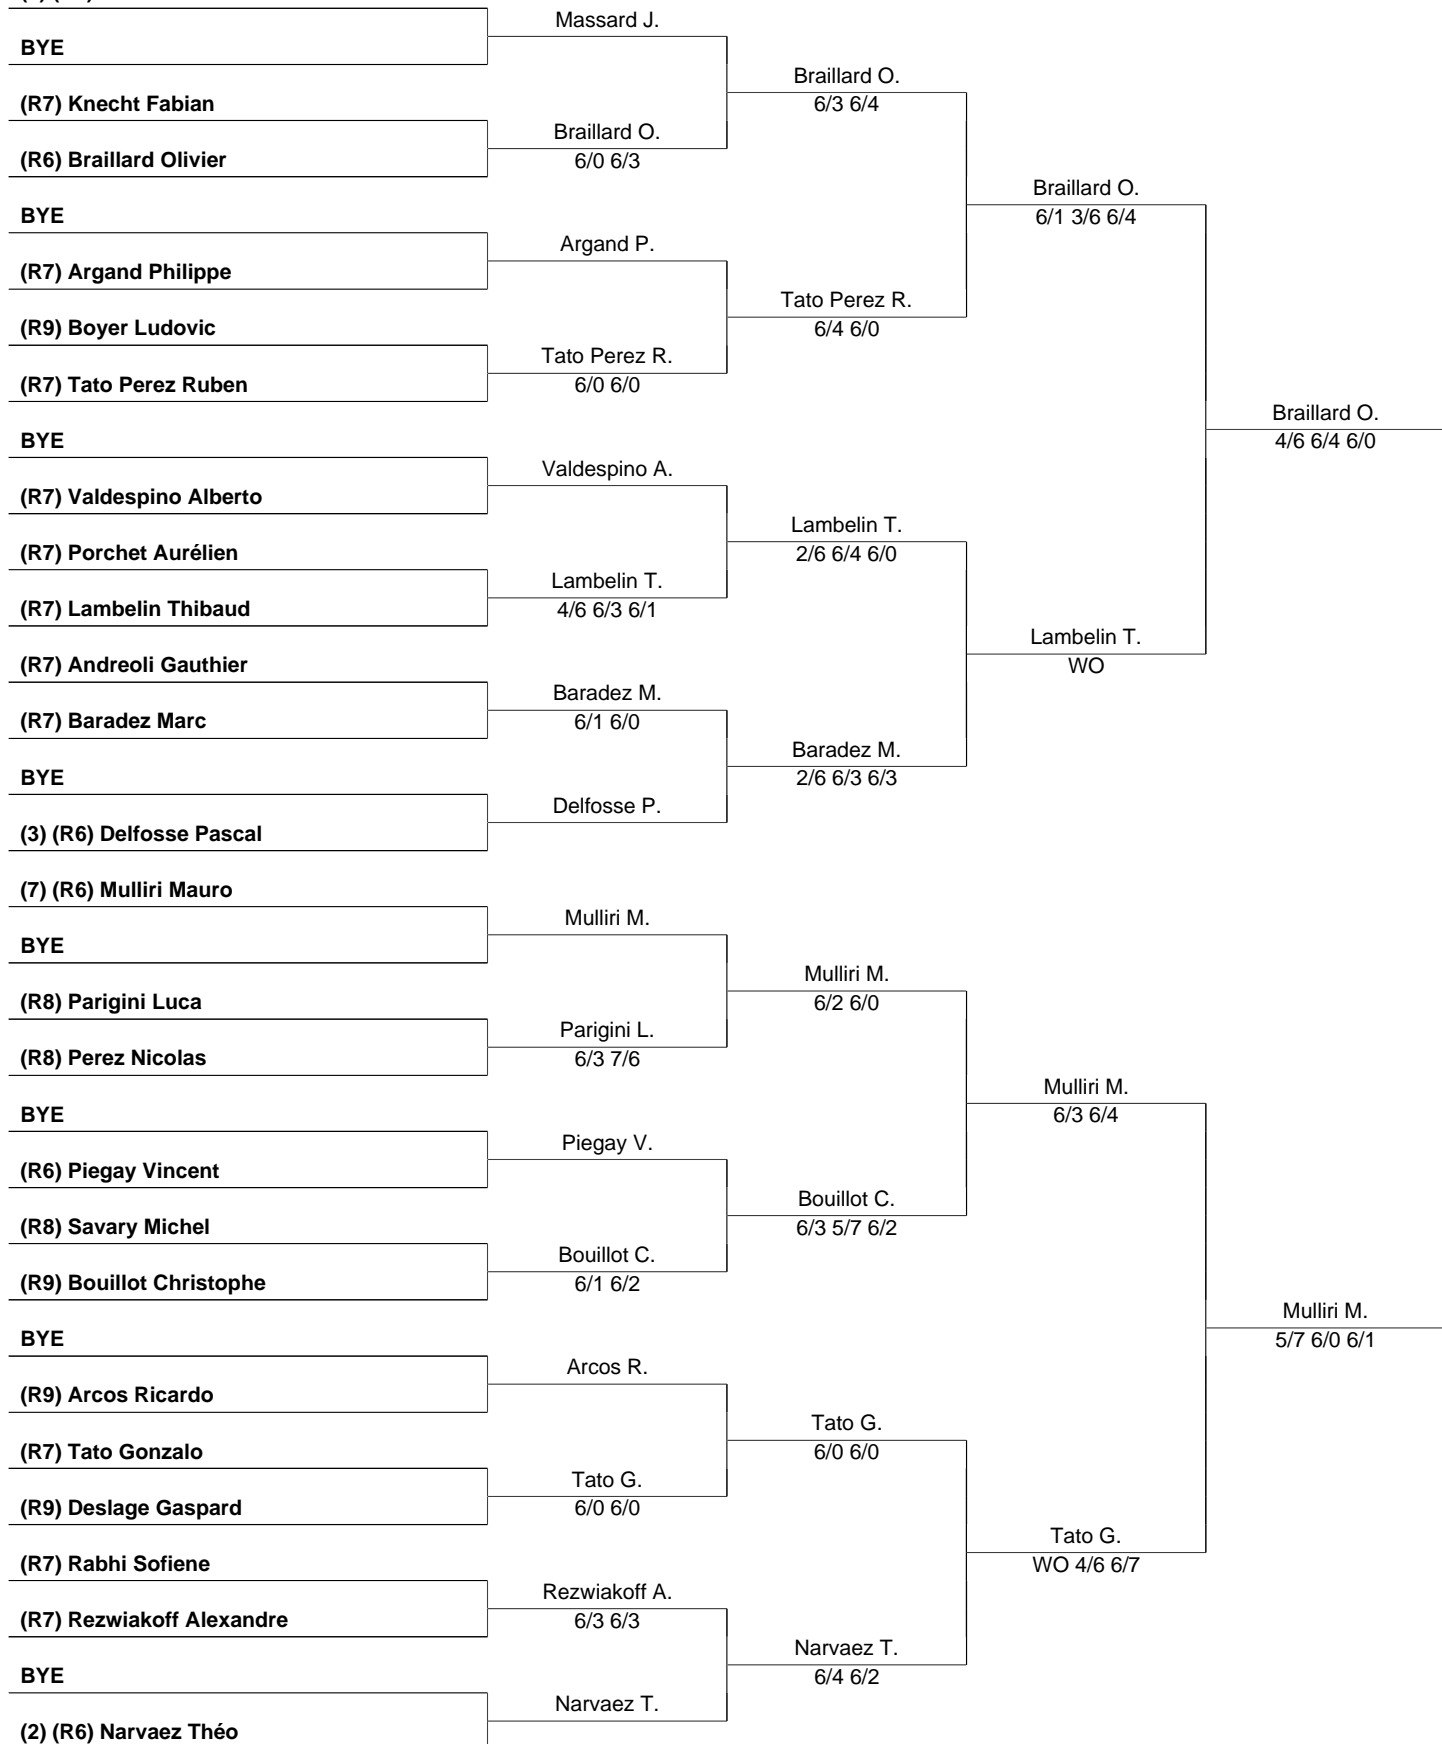 Massard J.
BYE
Braillard O.
(R7) Knecht Fabian
6/3 6/4
Braillard O.
(R6) Braillard Olivier
6/0 6/3
Braillard O.
BYE
6/1 3/6 6/4
Argand P.
(R7) Argand Philippe
Tato Perez R.
(R9) Boyer Ludovic
6/4 6/0
Tato Perez R.
(R7) Tato Perez Ruben
6/0 6/0
Braillard O.
BYE
4/6 6/4 6/0
Valdespino A.
(R7) Valdespino Alberto
Lambelin T.
(R7) Porchet Aurélien
2/6 6/4 6/0
Lambelin T.
(R7) Lambelin Thibaud
4/6 6/3 6/1
Lambelin T.
(R7) Andreoli Gauthier
WO
Baradez M.
(R7) Baradez Marc
6/1 6/0
Baradez M.
BYE
2/6 6/3 6/3
Delfosse P.
(3) (R6) Delfosse Pascal
(7) (R6) Mulliri Mauro
Mulliri M.
BYE
Mulliri M.
(R8) Parigini Luca
6/2 6/0
Parigini L.
(R8) Perez Nicolas
6/3 7/6
Mulliri M.
BYE
6/3 6/4
Piegay V.
(R6) Piegay Vincent
Bouillot C.
(R8) Savary Michel
6/3 5/7 6/2
Bouillot C.
(R9) Bouillot Christophe
6/1 6/2
Mulliri M.
BYE
5/7 6/0 6/1
Arcos R.
(R9) Arcos Ricardo
Tato G.
(R7) Tato Gonzalo
6/0 6/0
Tato G.
(R9) Deslage Gaspard
6/0 6/0
Tato G.
(R7) Rabhi Sofiene
WO 4/6 6/7
Rezwiakoff A.
(R7) Rezwiakoff Alexandre
6/3 6/3
Narvaez T.
BYE
6/4 6/2
Narvaez T.
(2) (R6) Narvaez Théo